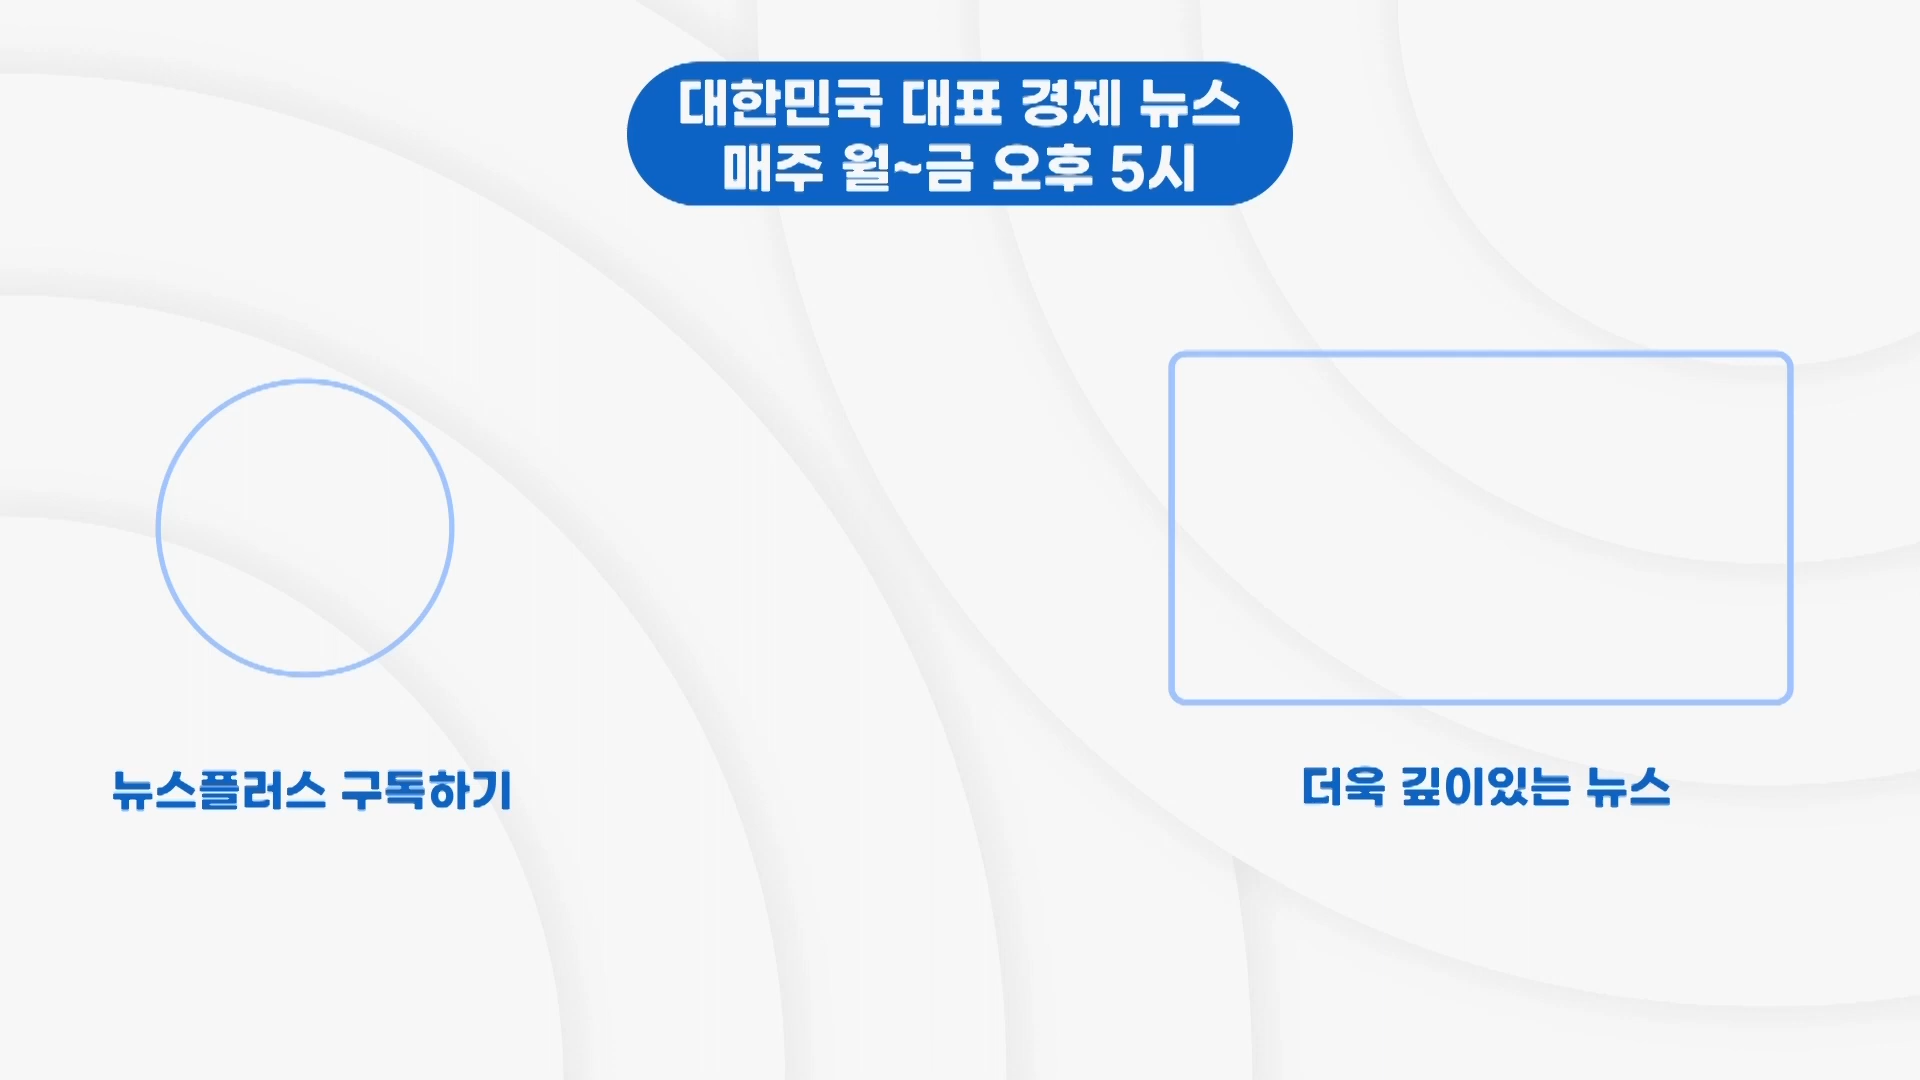 대한민국 대표 경제 뉴스
매주 월~금 오후 5시
뉴스플러스 구독하기
더욱 깊이있는 뉴스